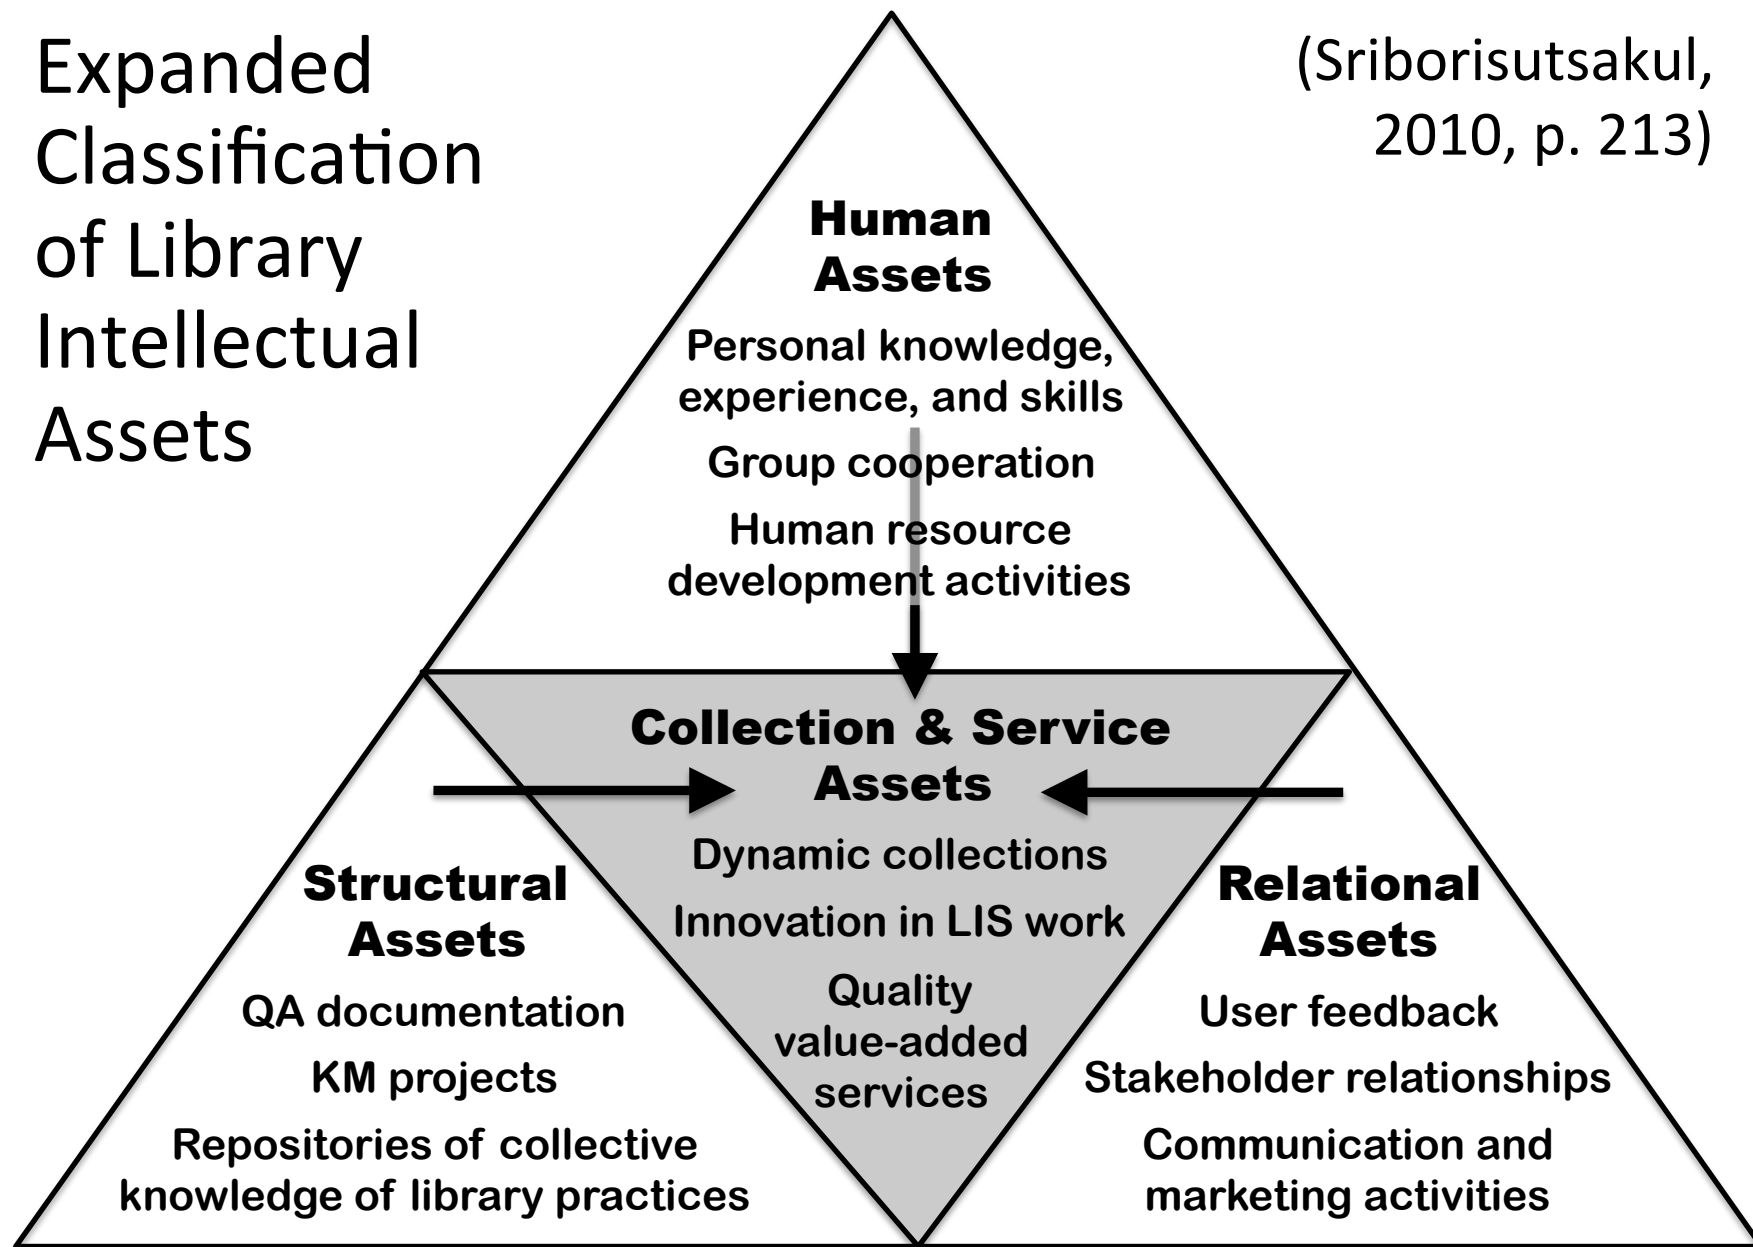 Expanded
Classification
of Library
Intellectual
Assets
(Sriborisutsakul,
2010, p. 213)
Human
Assets
Personal knowledge,
experience, and skills
Group cooperation
Human resource
development activities
Collection & Service
Assets
Dynamic collections
Innovation in LIS work
Quality
value-added
services
Structural
Assets
QA documentation
KM projects
Repositories of collective
knowledge of library practices
Relational
Assets
User feedback
Stakeholder relationships
Communication and
marketing activities